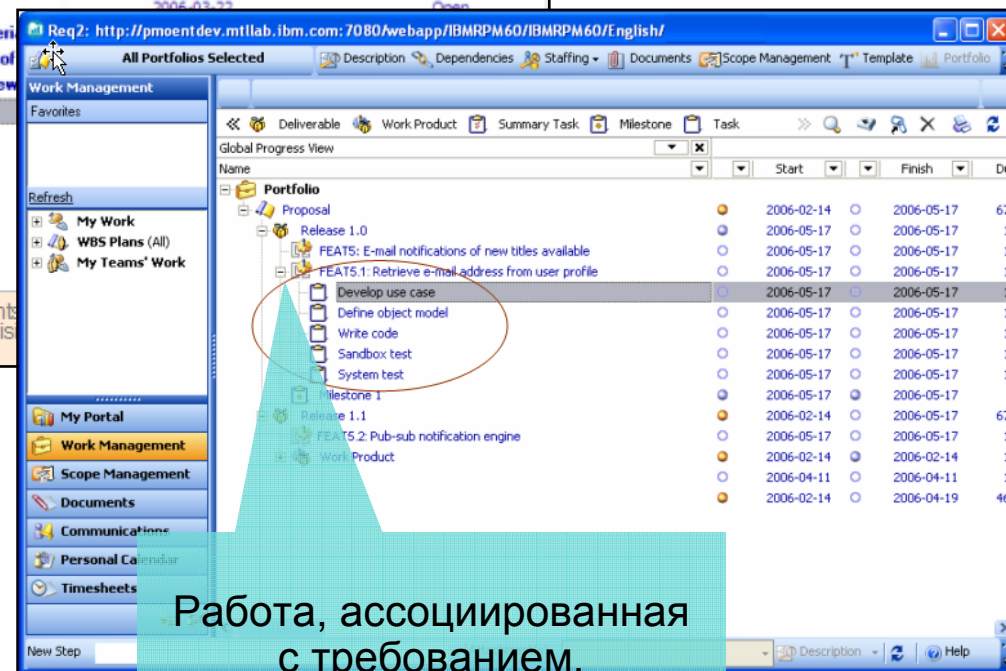 2006-03-22 Open
Req2: http://pmoentdev.mtllab.ibm.com:7080/webapp/IBMRPM60/IBMRPM60/English/
All Portfolios Selected Description Dependencies Staffing Documents Scope Management Template Portfolio
Work Management
Favorites
Deliverable Work Product Summary Task Milestone Task
Global Progress View
Name Start Finish
Refresh
My Work
WBS Plans (All)
My Teams' Work
Portfolio
Proposal 2006-02-14 2006-05-17
Release 1.0 2006-05-17 2006-05-17
FEAT5: E-mail notifications of new titles available 2006-05-17 2006-05-17
FEAT5.1: Retrieve e-mail address from user profile 2006-05-17 2006-05-17
Develop use case 2006-05-17 2006-05-17
Define object model 2006-05-17 2006-05-17
Write code 2006-05-17 2006-05-17
Sandbox test 2006-05-17 2006-05-17
System test 2006-05-17 2006-05-17
Milestone 1 2006-05-17 2006-05-17
Release 1.1 2006-02-14 2006-05-17
FEAT5.2: Pub-sub notification engine 2006-05-17 2006-05-17
Work Product 2006-02-14 2006-02-14
2006-04-11 2006-04-11
2006-02-14 2006-04-19
My Portal
Work Management
Scope Management
Documents
Communications
Personal Calendar
Timesheets
Работа, ассоциированная
с требованием.
New Step Description Help